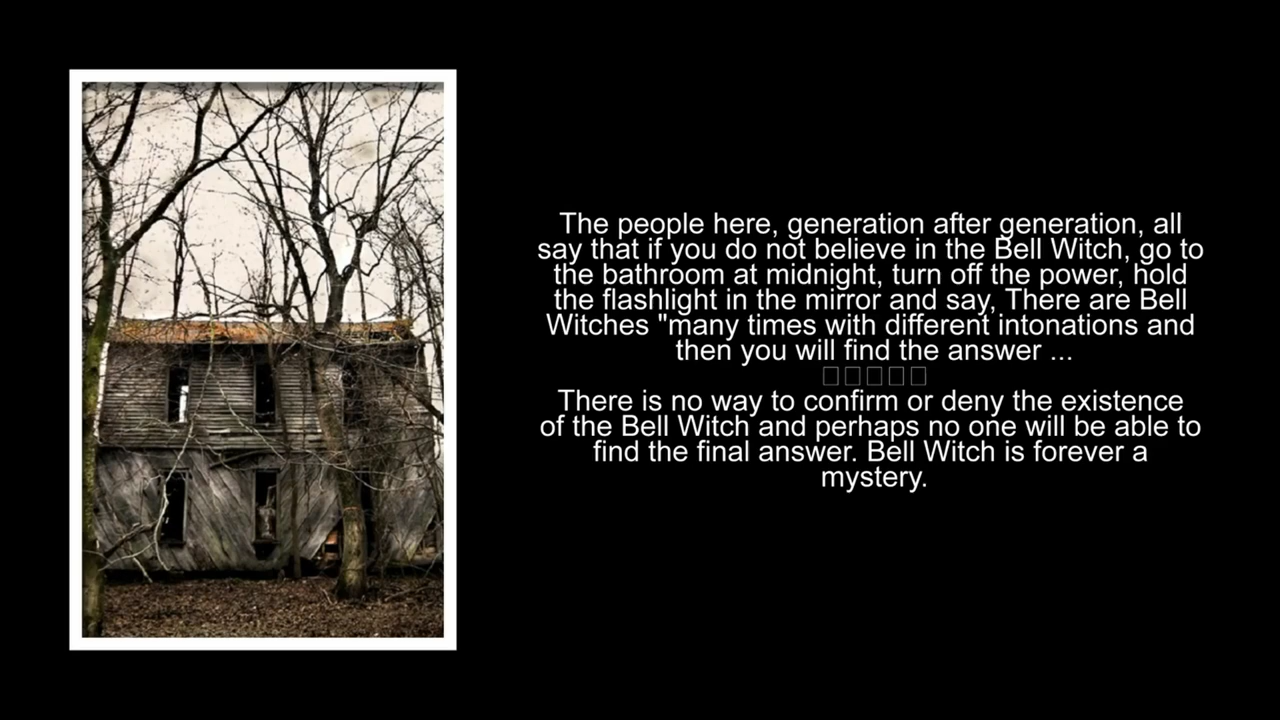 The people here, generation after generation, all
say that if you do not believe in the Bell Witch, go to
the bathroom at midnight, turn off the power, hold
the flashlight in the mirror and say, There are Bell
Witches "many times with different intonations and
then you will find the answer ...
There is no way to confirm or deny the existence
of the Bell Witch and perhaps no one will be able to
find the final answer. Bell Witch is forever a
mystery.